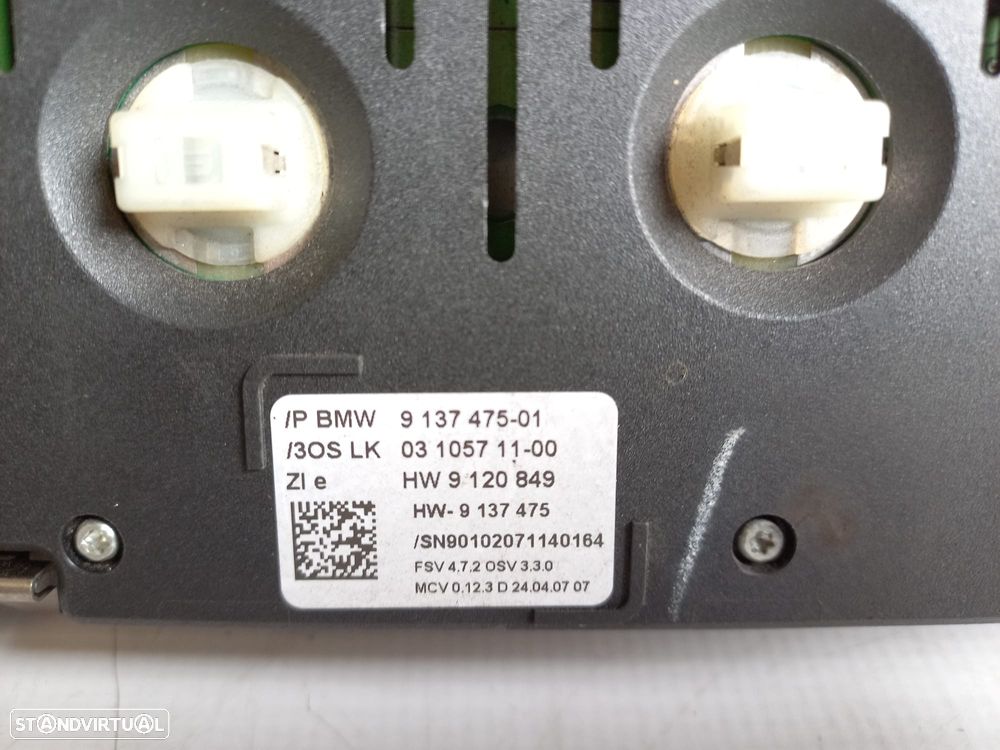 /P BMW 9 137 475-01
/3OS LK 03 1057 11-00
ZI e HW 9 120 849
HW- 9 137 475
/SN90102071140164
FSV 4.7.2 OSV 3.3.0
MCV 0.12.3 D 24.04.07 07
STANDVIRTUAL